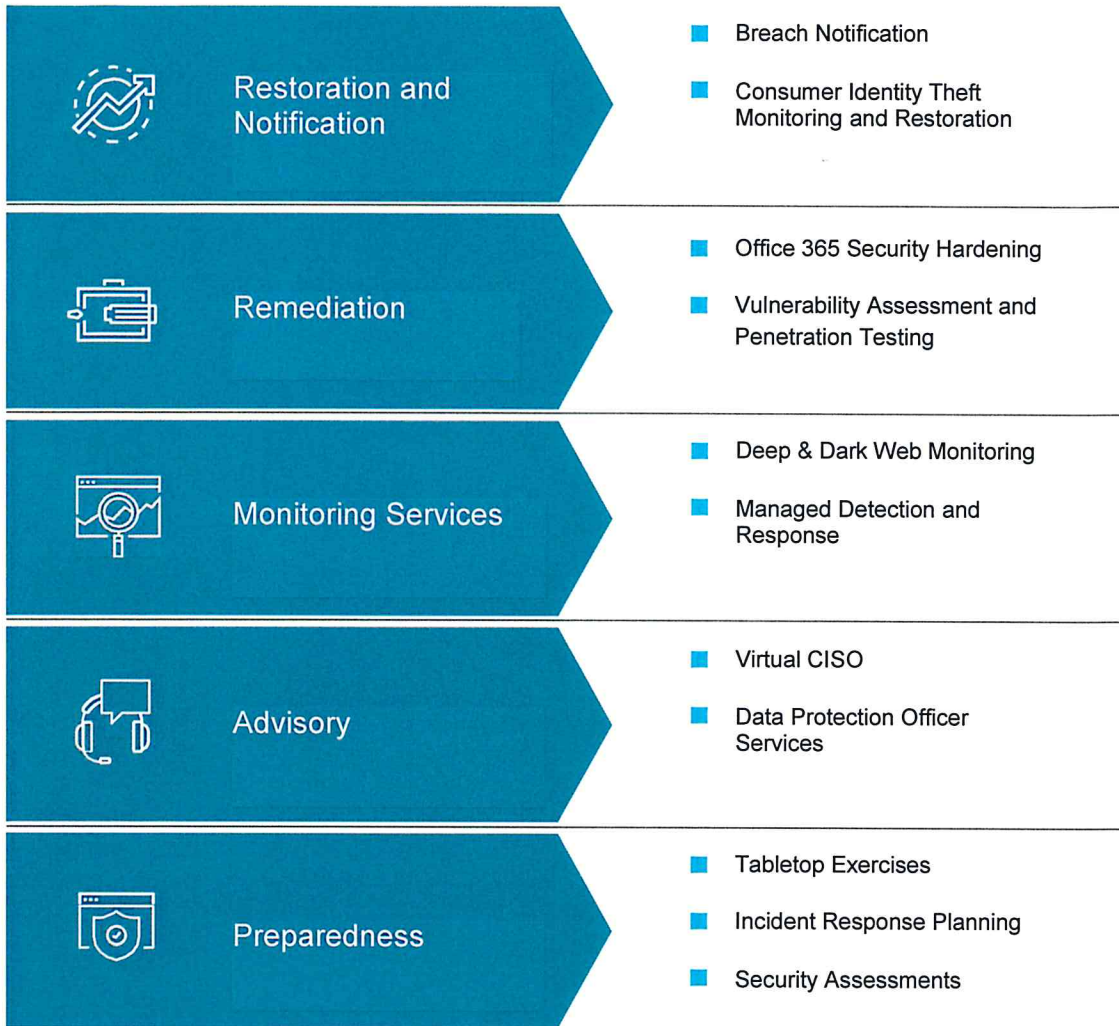 Restoration and
Notification
Breach Notification
Consumer Identity Theft
Monitoring and Restoration
Remediation
Office 365 Security Hardening
Vulnerability Assessment and
Penetration Testing
Monitoring Services
Deep & Dark Web Monitoring
Managed Detection and
Response
Advisory
Virtual CISO
Data Protection Officer
Services
Preparedness
Tabletop Exercises
Incident Response Planning
Security Assessments